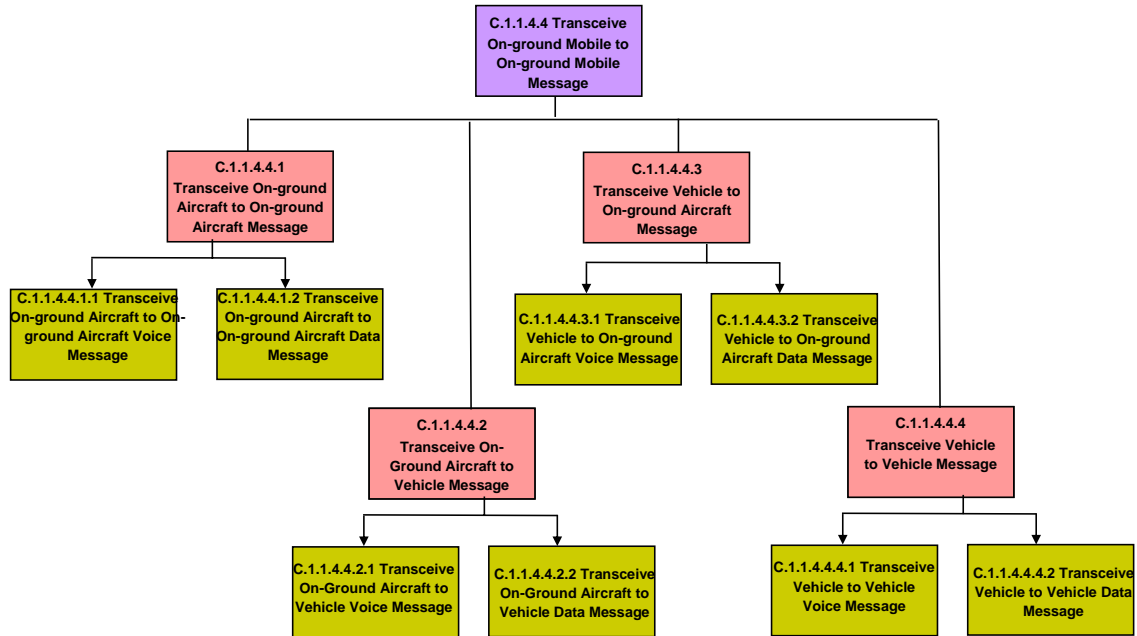 C.1.1.4.4 Transceive
On-ground Mobile to
On-ground Mobile
Message
C.1.1.4.4.1
Transceive On-ground
Aircraft to On-ground
Aircraft Message
C.1.1.4.4.3
Transceive Vehicle to
On-ground Aircraft
Message
C.1.1.4.4.1.1 Transceive
On-ground Aircraft to On-
ground Aircraft Voice
Message
C.1.1.4.4.1.2 Transceive
On-ground Aircraft to
On-ground Aircraft Data
Message
C.1.1.4.4.3.1 Transceive
Vehicle to On-ground
Aircraft Voice Message
C.1.1.4.4.3.2 Transceive
Vehicle to On-ground
Aircraft Data Message
C.1.1.4.4.2
Transceive On-
Ground Aircraft to
Vehicle Message
C.1.1.4.4.4
Transceive Vehicle
to Vehicle Message
C.1.1.4.4.2.1 Transceive
On-Ground Aircraft to
Vehicle Voice Message
C.1.1.4.4.2.2 Transceive
On-Ground Aircraft to
Vehicle Data Message
C.1.1.4.4.4.1 Transceive
Vehicle to Vehicle
Voice Message
C.1.1.4.4.4.2 Transceive
Vehicle to Vehicle Data
Message